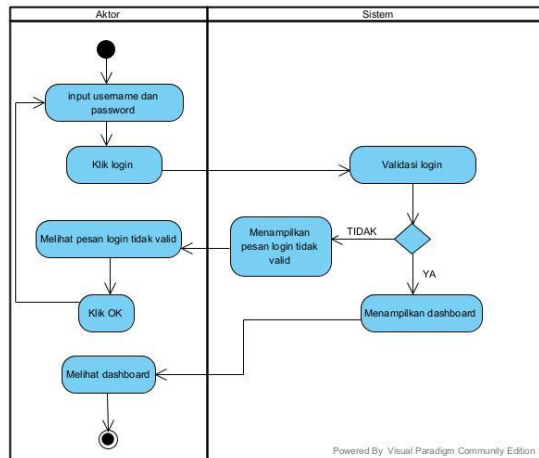 Aktor
Sistem
input username dan
password
Klik login
Validasi login
TIDAK
Menampilkan
pesan login tidak
valid
Melihat pesan login tidak valid
YA
Klik OK
Menampilkan dashboard
Melihat dashboard
Powered By Visual Paradigm Community Edition